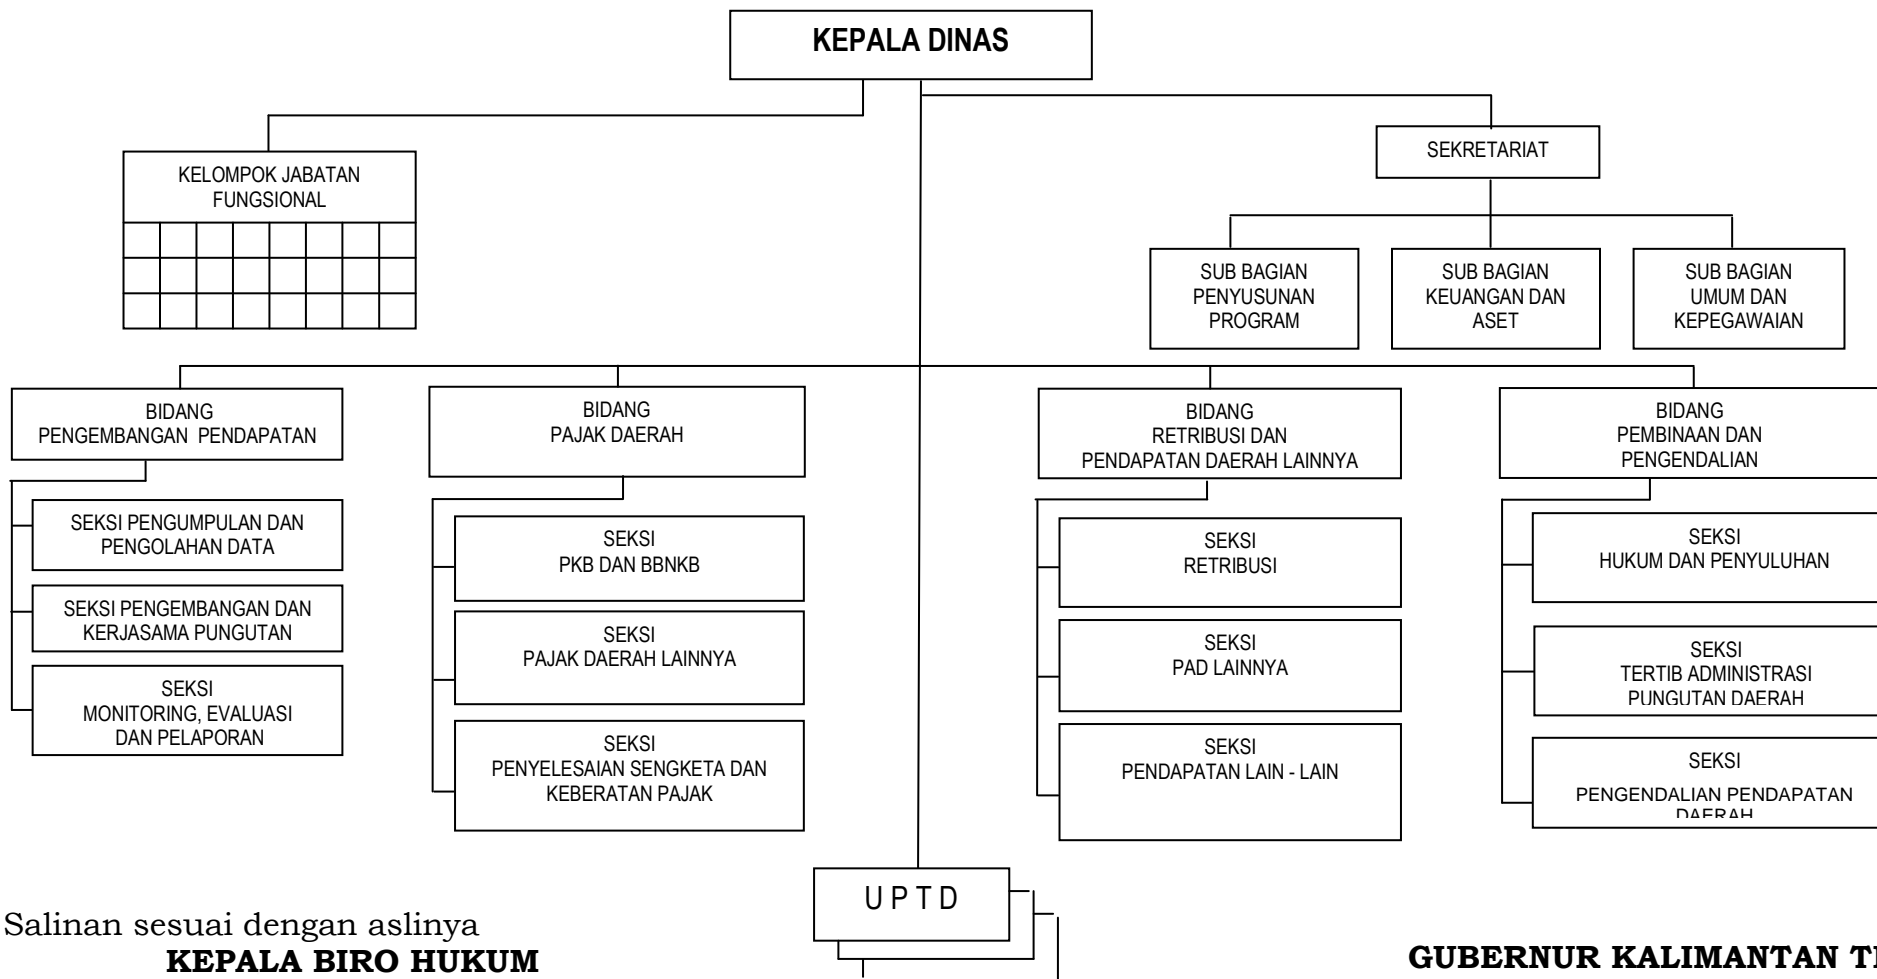 KEPALA DINAS
KELOMPOK JABATAN
FUNGSIONAL
SEKRETARIAT
SUB BAGIAN
PENYUSUNAN
PROGRAM
SUB BAGIAN
KEUANGAN DAN
ASET
SUB BAGIAN
UMUM DAN
KEPEGAWAIAN
BIDANG
PENGEMBANGAN PENDAPATAN
SEKSI PENGUMPULAN DAN
PENGOLAHAN DATA
SEKSI PENGEMBANGAN DAN
KERJASAMA PUNGUTAN
SEKSI
MONITORING, EVALUASI
DAN PELAPORAN
BIDANG
PAJAK DAERAH
SEKSI
PKB DAN BBNKB
SEKSI
PAJAK DAERAH LAINNYA
SEKSI
PENYELESAIAN SENGKETA DAN
KEBERATAN PAJAK
BIDANG
RETRIBUSI DAN
PENDAPATAN DAERAH LAINNYA
SEKSI
RETRIBUSI
SEKSI
PAD LAINNYA
SEKSI
PENDAPATAN LAIN - LAIN
BIDANG
PEMBINAAN DAN
PENGENDALIAN
SEKSI
HUKUM DAN PENYULUHAN
SEKSI
TERTIB ADMINISTRASI
PUNGUTAN DAERAH
SEKSI
PENGENDALIAN PENDAPATAN
DAERAH
U P T D
Salinan sesuai dengan aslinya
KEPALA BIRO HUKUM
GUBERNUR KALIMANTAN